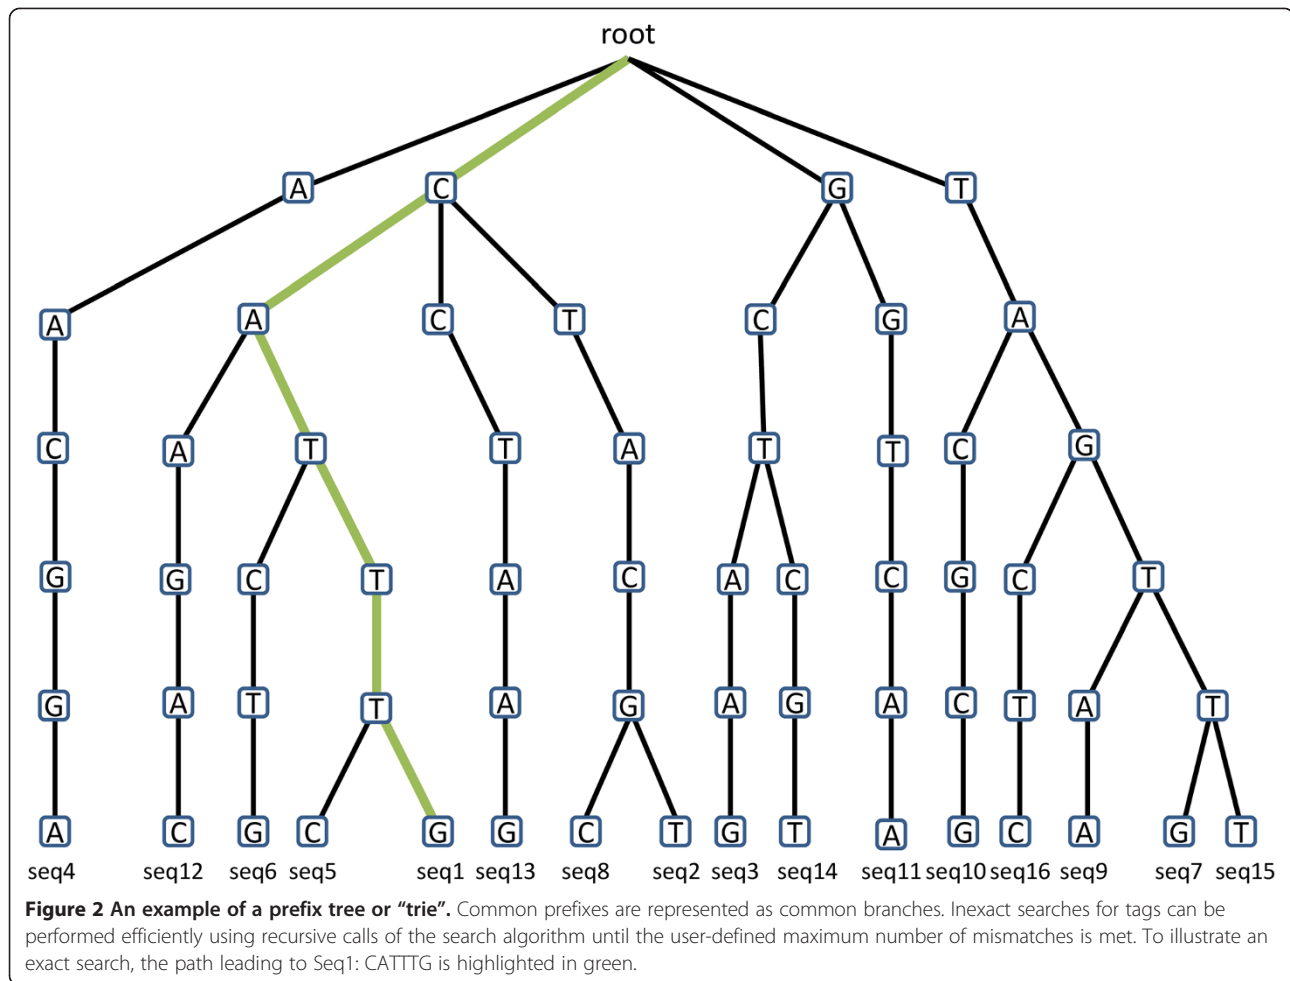 root
A C G T
A A C T C G A
C A T T A T T C G
G G C T A C A C C G C T
G A T T A G A G A C T A T
A C G C G G C T G T A G C A G T
seq4 seq12 seq6 seq5 seq1 seq13 seq8 seq2 seq3 seq14 seq11 seq10 seq16 seq9 seq7 seq15
Figure 2 An example of a prefix tree or “trie”. Common prefixes are represented as common branches. Inexact searches for tags can be
performed efficiently using recursive calls of the search algorithm until the user-defined maximum number of mismatches is met. To illustrate an
exact search, the path leading to Seq1: CATTTG is highlighted in green.